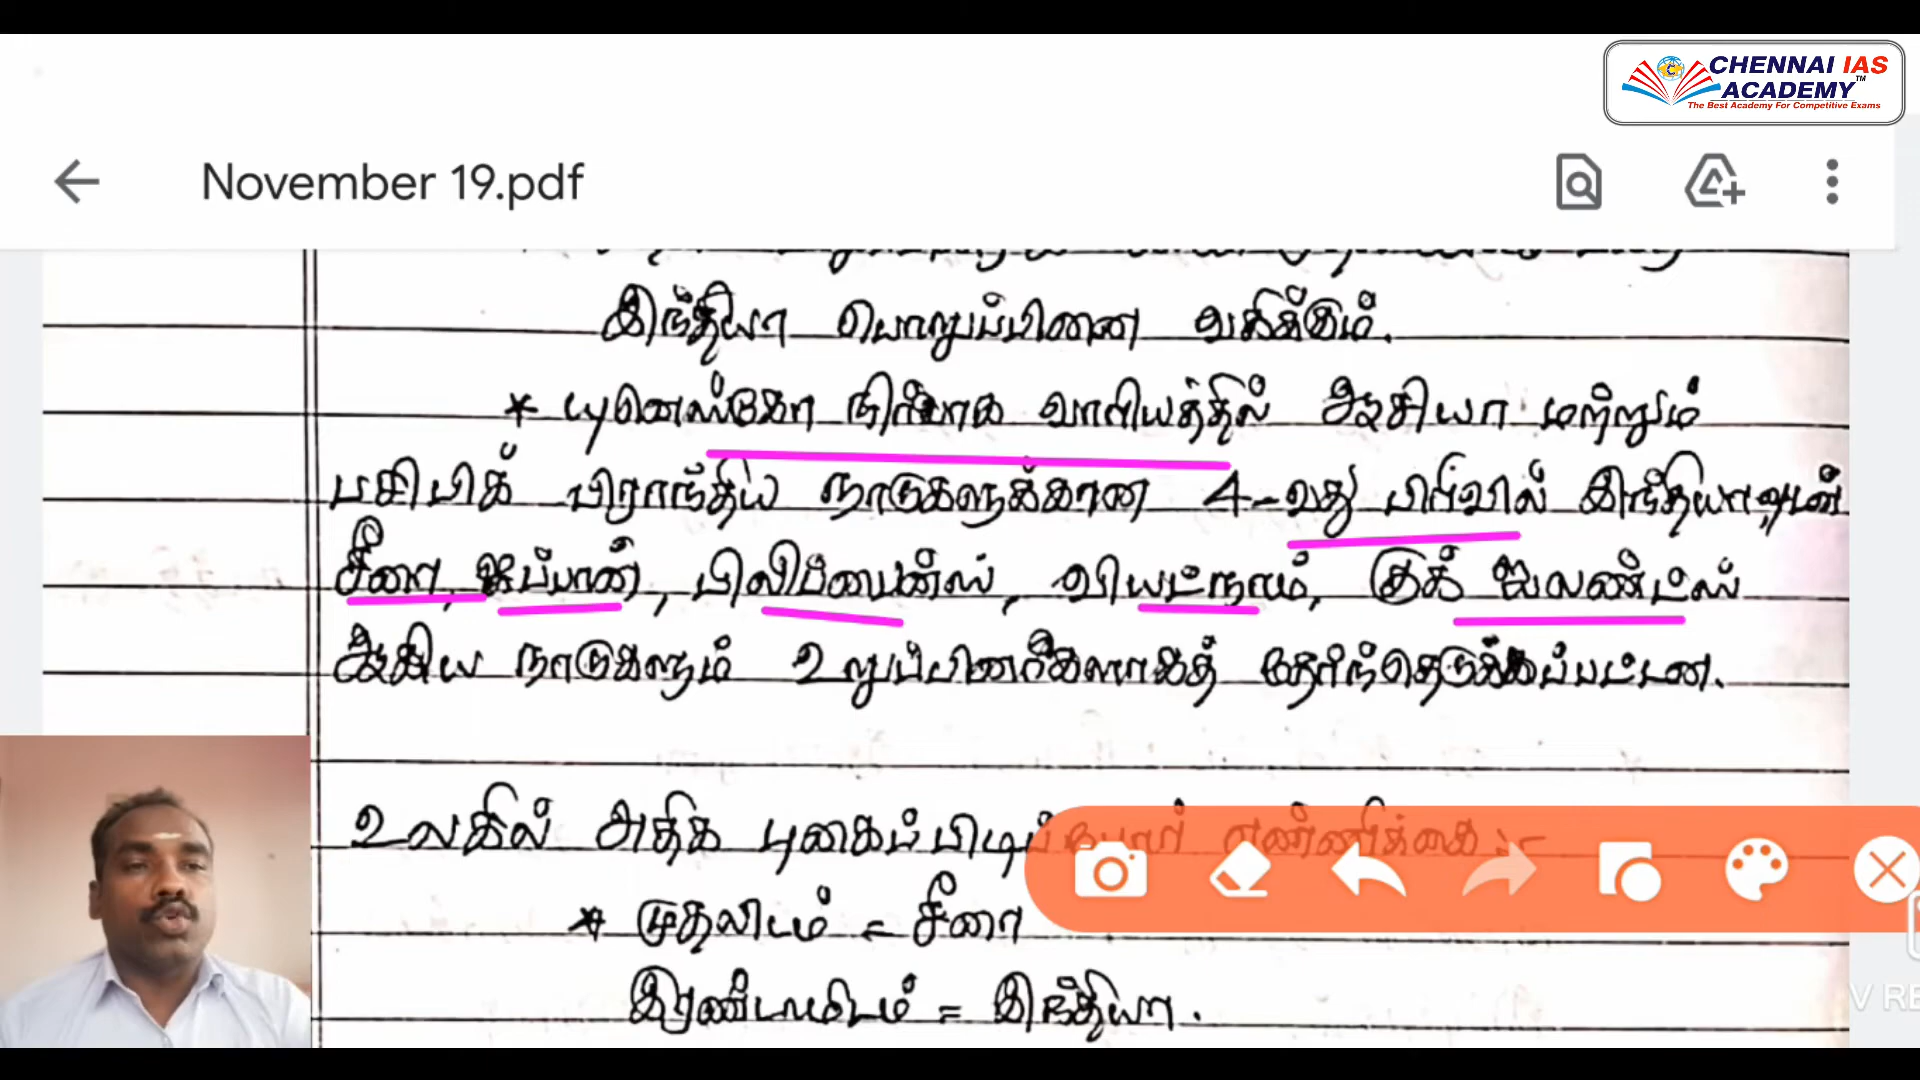 CHENNAI IAS
ACADEMY™
The Best Academy For Competitive Exams
November 19.pdf
இந்தியா பொறுப்பினை வகிக்கும்.
* யுனெஸ்கோ நிர்வாக வாரியத்தில் ஆசியா மற்றும்
பசிபிக் பிராந்திய நாடுகளுக்கான 4-வது பிரிவில் இந்தியாவுடன்
சீனா, ஜப்பான், பிலிப்பைன்ஸ், வியட்நாம், குக் ஐலண்ட்ஸ்
ஆகிய நாடுகளும் உறுப்பினர்களாகத் தேர்ந்தெடுக்கப்பட்டன.
உலகில் அதிக புகைப்பிடிப்போர் எண்ணிக்கை :-
* முதலிடம் = சீனா
இரண்டாமிடம் = இந்தியா.